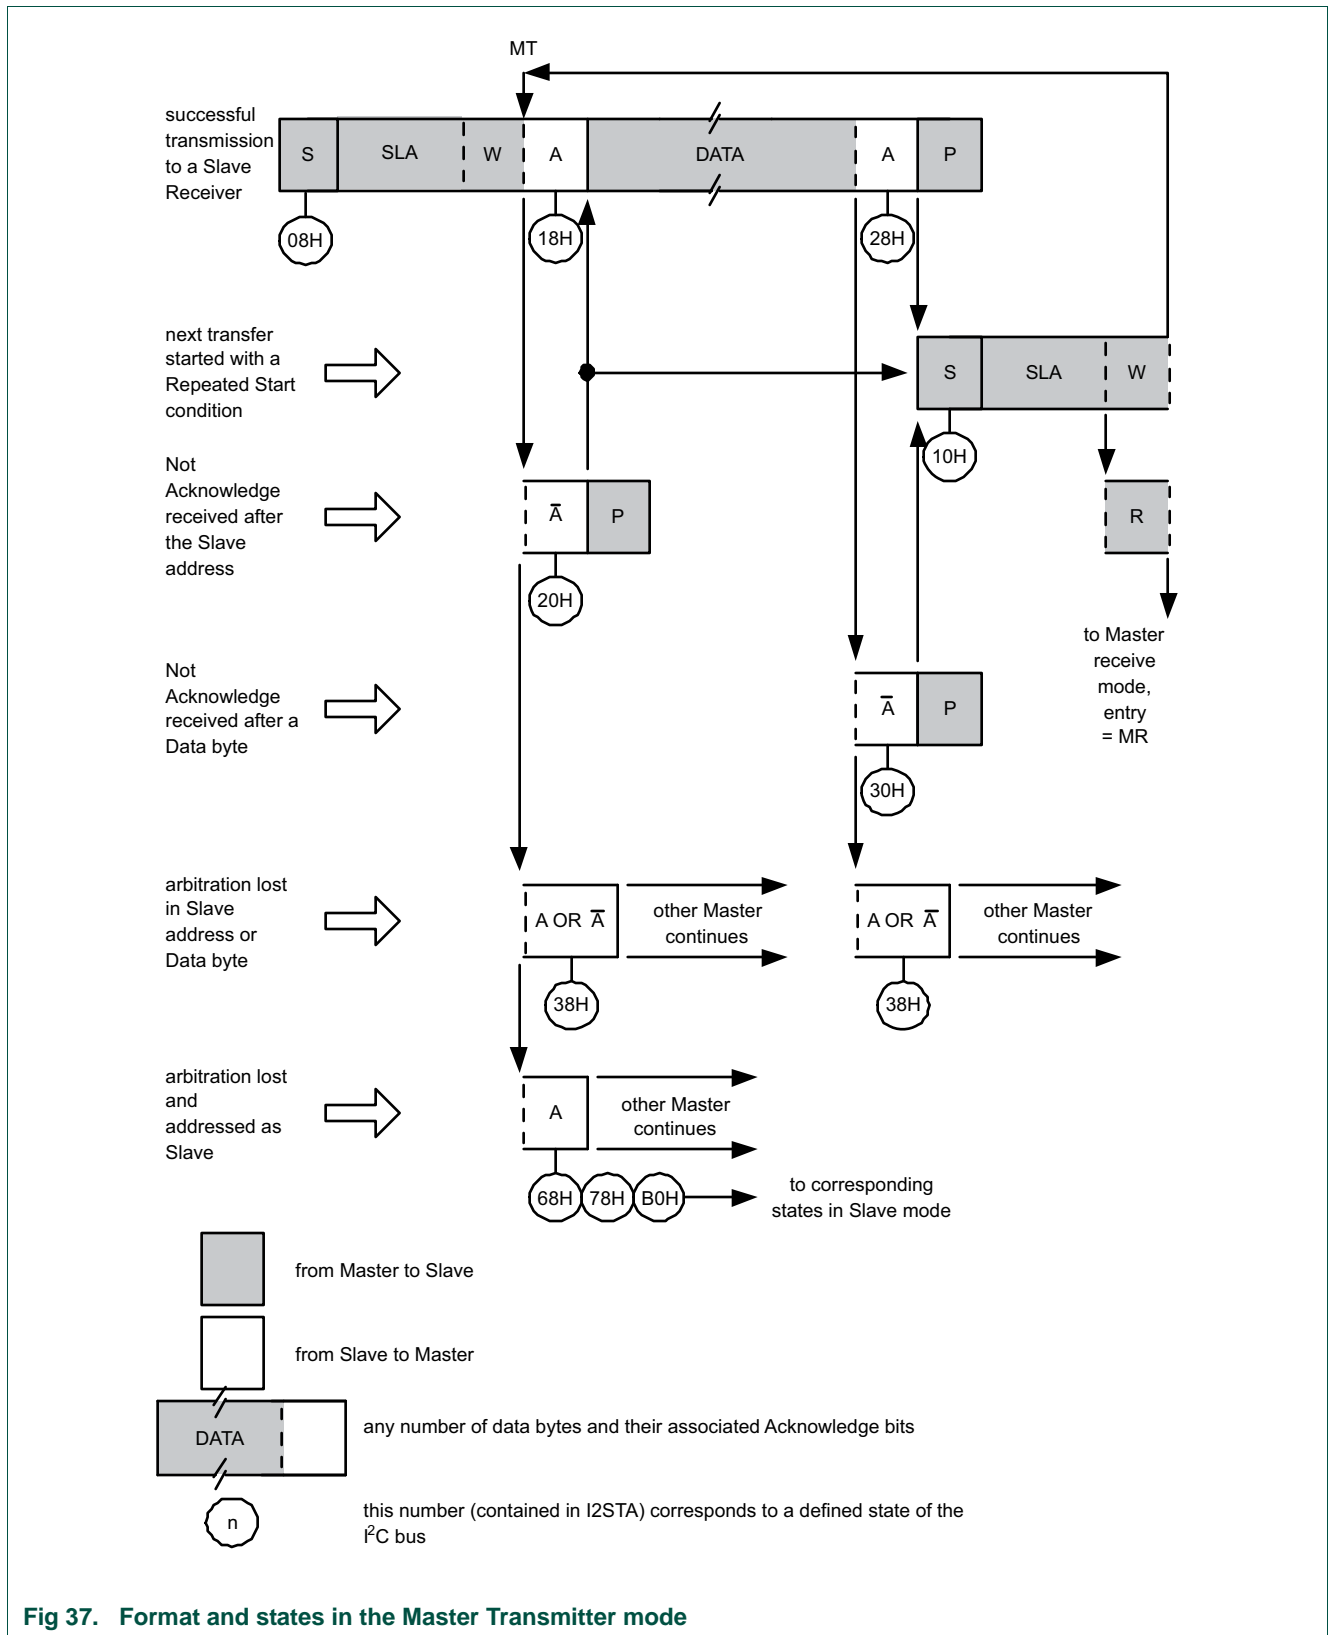 MT
successful
transmission
to a Slave
Receiver
S SLA W A DATA A P
08H 18H 28H
next transfer
started with a
Repeated Start
condition
S SLA W
10H
Not
Acknowledge
received after
the Slave
address
A̅ P
R
20H
to Master
receive
mode,
entry
= MR
Not
Acknowledge
received after a
Data byte
A̅ P
30H
arbitration lost
in Slave
address or
Data byte
A OR A̅
other Master
continues
A OR A̅
other Master
continues
38H 38H
arbitration lost
and
addressed as
Slave
A
other Master
continues
68H 78H B0H
to corresponding
states in Slave mode
from Master to Slave
from Slave to Master
DATA
any number of data bytes and their associated Acknowledge bits
n
this number (contained in I2STA) corresponds to a defined state of the
I²C bus
Fig 37. Format and states in the Master Transmitter mode